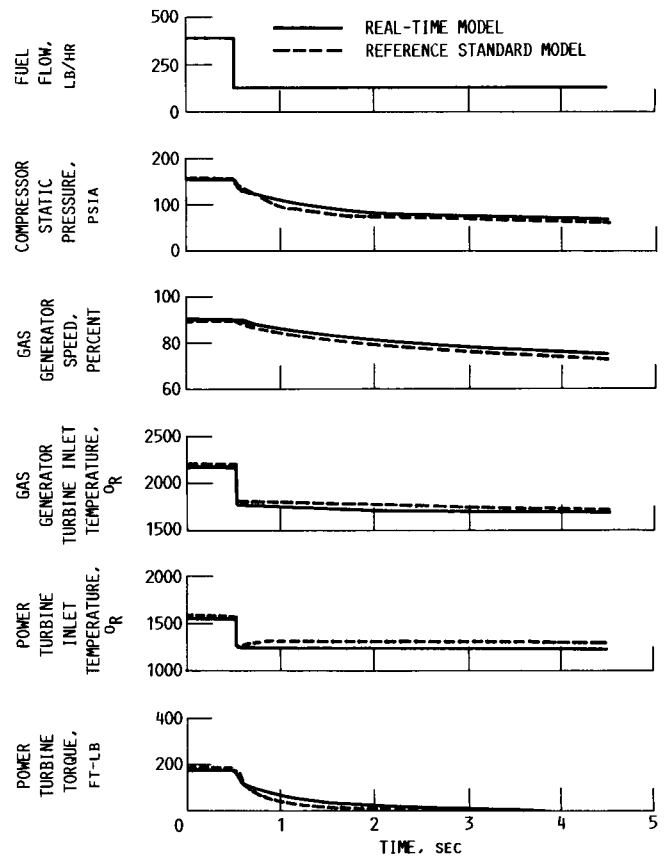 REAL-TIME MODEL
REFERENCE STANDARD MODEL
FUEL
FLOW,
LB/HR
500
250
0
COMPRESSOR
STATIC
PRESSURE,
PSIA
200
100
0
GAS
GENERATOR
SPEED,
PERCENT
100
80
60
GAS
GENERATOR
TURBINE INLET
TEMPERATURE,
OR
2500
2000
1500
POWER
TURBINE
INLET
TEMPERATURE,
OR
2000
1500
1000
POWER
TURBINE
TORQUE,
FT-LB
400
200
0 1 2 3 4 5
TIME, SEC